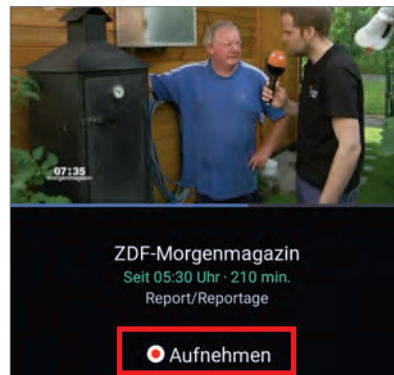 07:35
morgenmagazin
ZDF-Morgenmagazin
Seit 05:30 Uhr · 210 min.
Report/Reportage
Aufnehmen